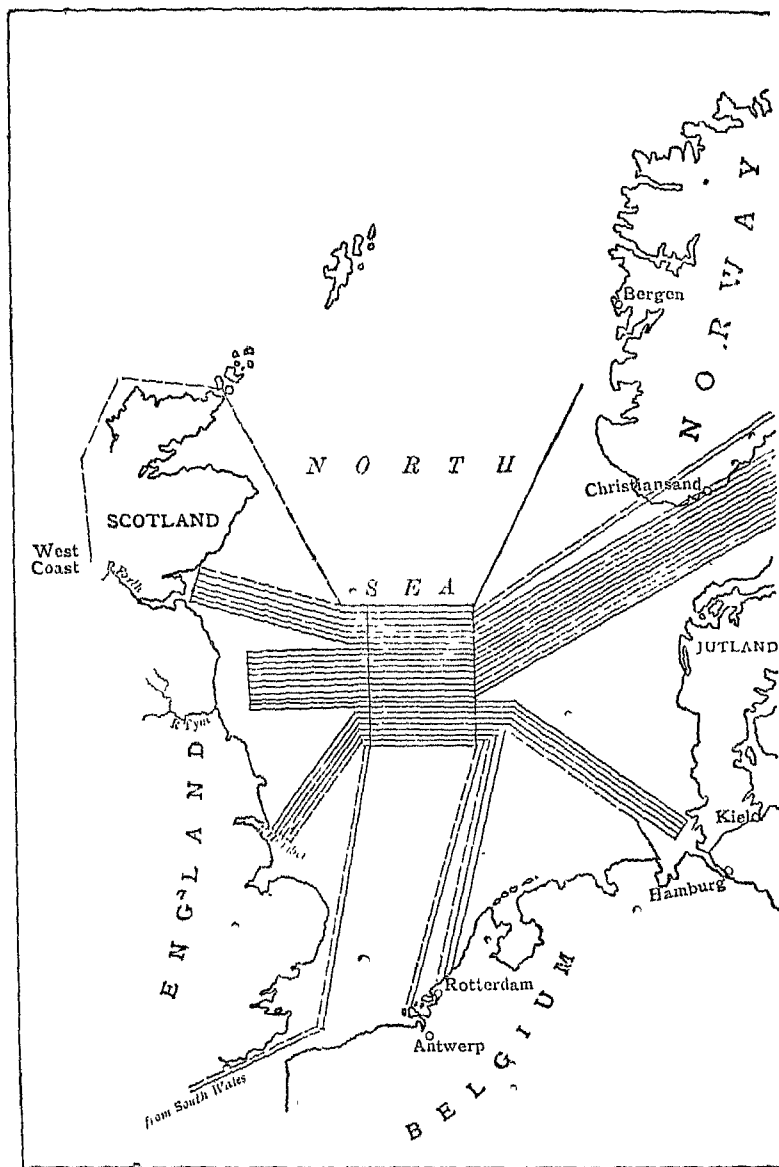 NORWAY
Bergen
NORTH
SEA
Christiansand
SCOTLAND
West
Coast
R. Forth
JUTLAND
R. Tyne
ENGLAND
Kiel
Hamburg
Rotterdam
Antwerp
BELGIUM
from South Wales